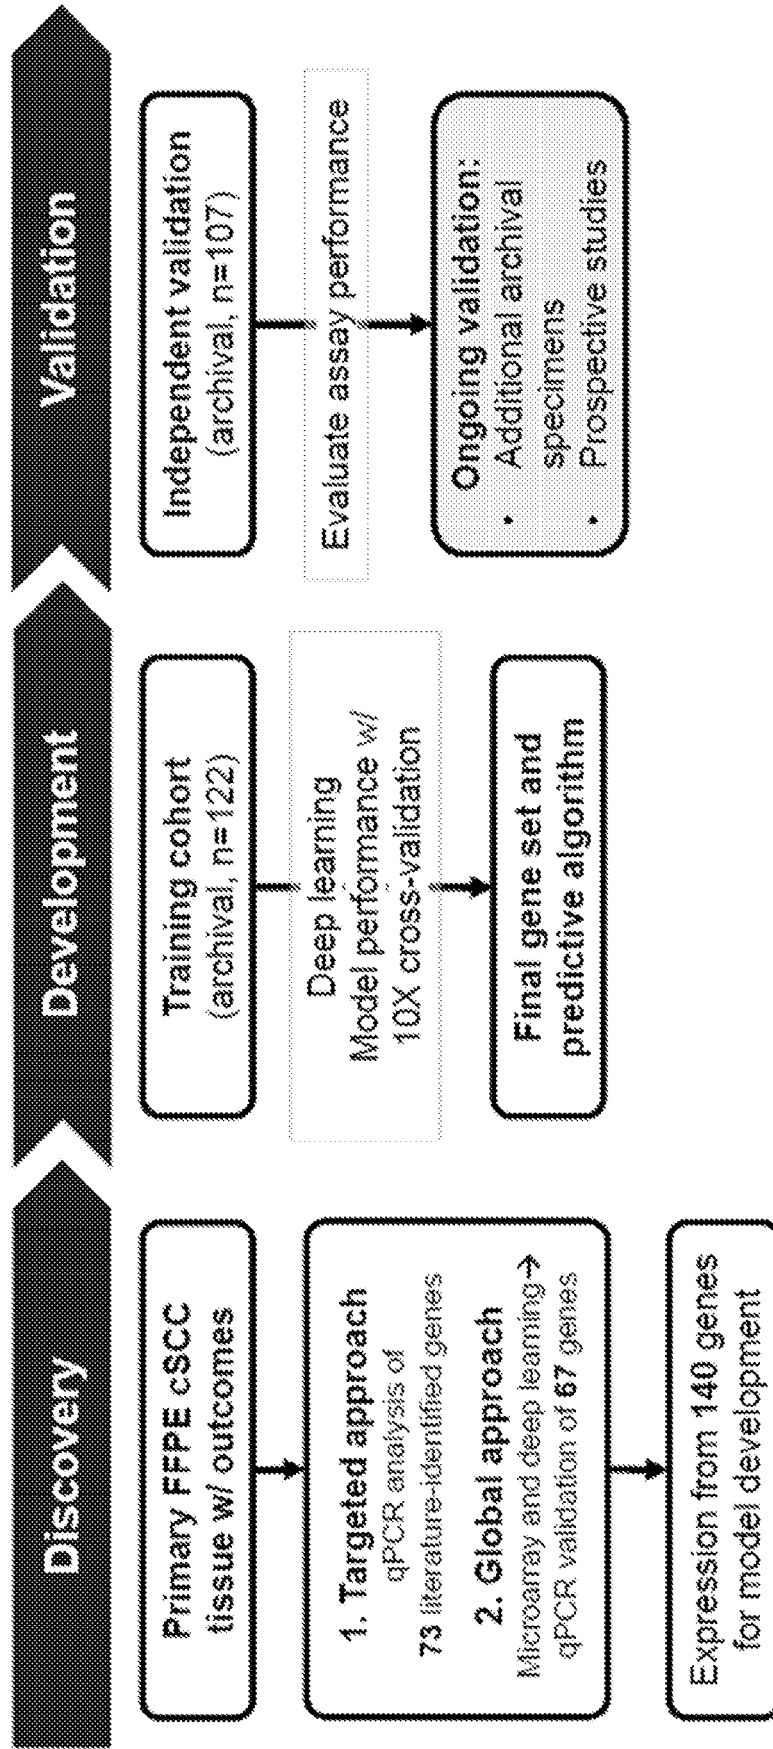 Discovery
Primary FFPE cSCC
tissue w/ outcomes
1. Targeted approach
qPCR analysis of
73 literature-identified genes
2. Global approach
Microarray and deep learning→
qPCR validation of 67 genes
Expression from 140 genes
for model development
Development
Training cohort
(archival, n=122)
Deep learning
Model performance w/
10X cross-validation
Final gene set and
predictive algorithm
Validation
Independent validation
(archival, n=107)
Evaluate assay performance
Ongoing validation:
• Additional archival
specimens
• Prospective studies